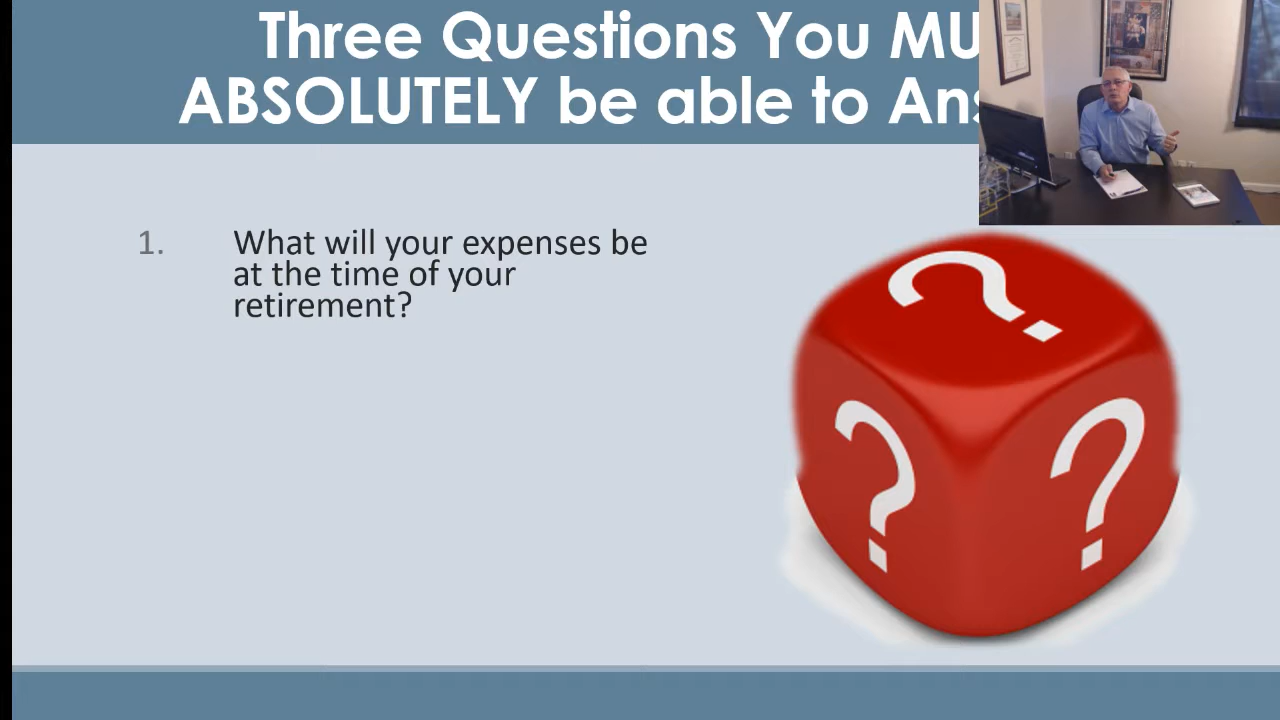 Three Questions You MU
ABSOLUTELY be able to Ans
1. What will your expenses be
at the time of your
retirement?
?
? ?